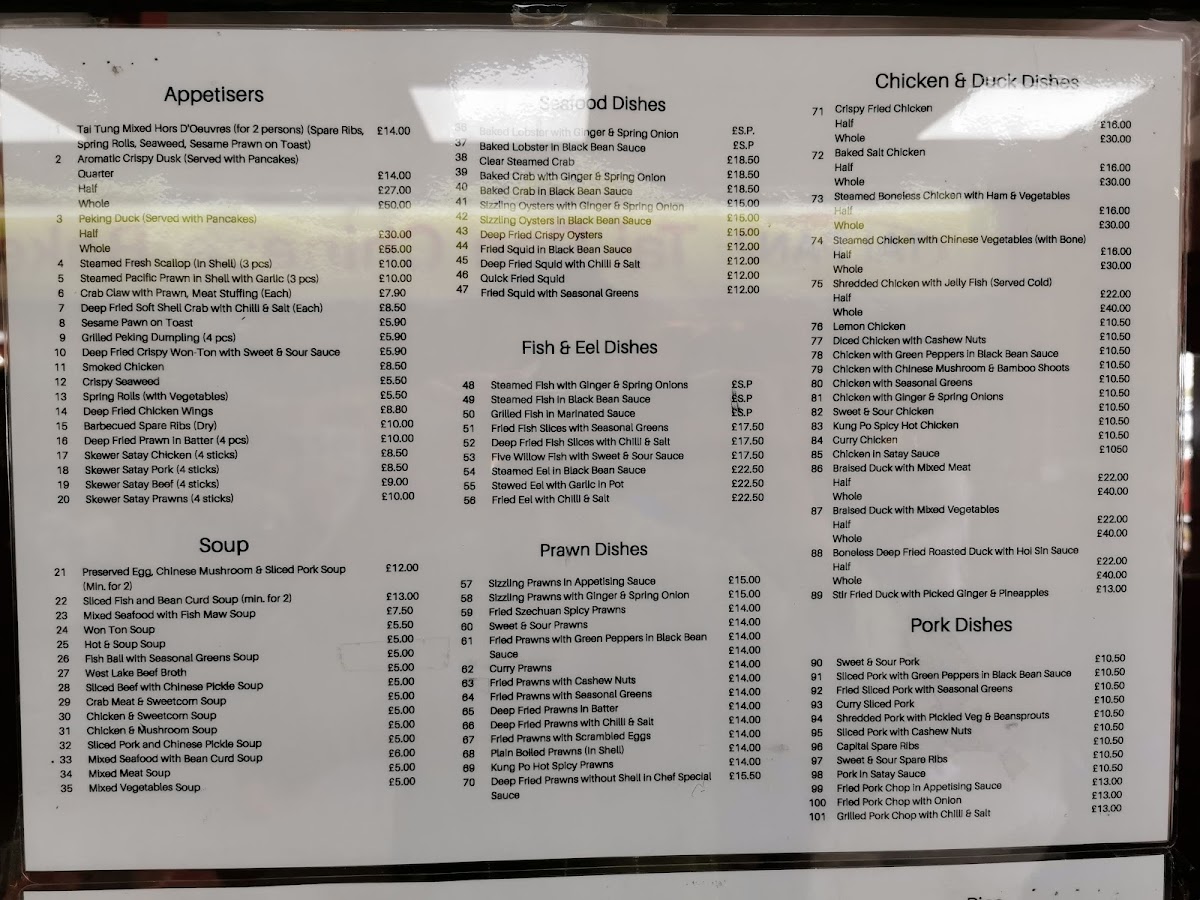 Appetisers
1 Tai Tung Mixed Hors D'Oeuvres (for 2 persons) (Spare Ribs, £14.00
Spring Rolls, Seaweed, Sesame Prawn on Toast)
2 Aromatic Crispy Dusk (Served with Pancakes)
Quarter £14.00
Half £27.00
Whole £50.00
3 Peking Duck (Served with Pancakes)
Half £30.00
Whole £55.00
4 Steamed Fresh Scallop (In Shell) (3 pcs) £10.00
5 Steamed Pacific Prawn in Shell with Garlic (3 pcs) £10.00
6 Crab Claw with Prawn, Meat Stuffing (Each) £7.90
7 Deep Fried Soft Shell Crab with Chilli & Salt (Each) £8.50
8 Sesame Pawn on Toast £5.90
9 Grilled Peking Dumpling (4 pcs) £5.90
10 Deep Fried Crispy Won-Ton with Sweet & Sour Sauce £5.90
11 Smoked Chicken £8.50
12 Crispy Seaweed £5.50
13 Spring Rolls (with Vegetables) £5.50
14 Deep Fried Chicken Wings £8.80
15 Barbecued Spare Ribs (Dry) £10.00
16 Deep Fried Prawn in Batter (4 pcs) £10.00
17 Skewer Satay Chicken (4 sticks) £8.50
18 Skewer Satay Pork (4 sticks) £8.50
19 Skewer Satay Beef (4 sticks) £9.00
20 Skewer Satay Prawns (4 sticks) £10.00
Soup
21 Preserved Egg, Chinese Mushroom & Sliced Pork Soup £12.00
(Min. for 2)
22 Sliced Fish and Bean Curd Soup (min. for 2) £13.00
23 Mixed Seafood with Fish Maw Soup £7.50
24 Won Ton Soup £5.50
25 Hot & Soup Soup £5.00
26 Fish Ball with Seasonal Greens Soup £5.00
27 West Lake Beef Broth £5.00
28 Sliced Beef with Chinese Pickle Soup £5.00
29 Crab Meat & Sweetcorn Soup £5.00
30 Chicken & Sweetcorn Soup £5.00
31 Chicken & Mushroom Soup £5.00
32 Sliced Pork and Chinese Pickle Soup £5.00
33 Mixed Seafood with Bean Curd Soup £6.00
34 Mixed Meat Soup £5.00
35 Mixed Vegetables Soup £5.00
Seafood Dishes
36 Baked Lobster with Ginger & Spring Onion £S.P.
37 Baked Lobster in Black Bean Sauce £S.P
38 Clear Steamed Crab £18.50
39 Baked Crab with Ginger & Spring Onion £18.50
40 Baked Crab in Black Bean Sauce £18.50
41 Sizzling Oysters with Ginger & Spring Onion £15.00
42 Sizzling Oysters in Black Bean Sauce £15.00
43 Deep Fried Crispy Oysters £15.00
44 Fried Squid in Black Bean Sauce £12.00
45 Deep Fried Squid with Chilli & Salt £12.00
46 Quick Fried Squid £12.00
47 Fried Squid with Seasonal Greens £12.00
Fish & Eel Dishes
48 Steamed Fish with Ginger & Spring Onions £S.P
49 Steamed Fish in Black Bean Sauce £S.P
50 Grilled Fish in Marinated Sauce £S.P
51 Fried Fish Slices with Seasonal Greens £17.50
52 Deep Fried Fish Slices with Chilli & Salt £17.50
53 Five Willow Fish with Sweet & Sour Sauce £17.50
54 Steamed Eel in Black Bean Sauce £22.50
55 Stewed Eel with Garlic in Pot £22.50
56 Fried Eel with Chilli & Salt £22.50
Prawn Dishes
57 Sizzling Prawns in Appetising Sauce £15.00
58 Sizzling Prawns with Ginger & Spring Onion £15.00
59 Fried Szechuan Spicy Prawns £14.00
60 Sweet & Sour Prawns £14.00
61 Fried Prawns with Green Peppers in Black Bean £14.00
Sauce £14.00
62 Curry Prawns £14.00
63 Fried Prawns with Cashew Nuts £14.00
64 Fried Prawns with Seasonal Greens £14.00
65 Deep Fried Prawns in Batter £14.00
66 Deep Fried Prawns with Chilli & Salt £14.00
67 Fried Prawns with Scrambled Eggs £14.00
68 Plain Boiled Prawns (in Shell) £14.00
69 Kung Po Hot Spicy Prawns £14.00
70 Deep Fried Prawns without Shell in Chef Special £15.50
Sauce
Chicken & Duck Dishes
71 Crispy Fried Chicken
Half £16.00
Whole £30.00
72 Baked Salt Chicken
Half £16.00
Whole £30.00
73 Steamed Boneless Chicken with Ham & Vegetables
Half £16.00
Whole £30.00
74 Steamed Chicken with Chinese Vegetables (with Bone)
Half £16.00
Whole £30.00
75 Shredded Chicken with Jelly Fish (Served Cold)
Half £22.00
Whole £40.00
76 Lemon Chicken £10.50
77 Diced Chicken with Cashew Nuts £10.50
78 Chicken with Green Peppers in Black Bean Sauce £10.50
79 Chicken with Chinese Mushroom & Bamboo Shoots £10.50
80 Chicken with Seasonal Greens £10.50
81 Chicken with Ginger & Spring Onions £10.50
82 Sweet & Sour Chicken £10.50
83 Kung Po Spicy Hot Chicken £10.50
84 Curry Chicken £10.50
85 Chicken in Satay Sauce £1050
86 Braised Duck with Mixed Meat
Half £22.00
Whole £40.00
87 Braised Duck with Mixed Vegetables
Half £22.00
Whole £40.00
88 Boneless Deep Fried Roasted Duck with Hoi Sin Sauce
Half £22.00
Whole £40.00
89 Stir Fried Duck with Picked Ginger & Pineapples £13.00
Pork Dishes
90 Sweet & Sour Pork £10.50
91 Sliced Pork with Green Peppers in Black Bean Sauce £10.50
92 Fried Sliced Pork with Seasonal Greens £10.50
93 Curry Sliced Pork £10.50
94 Shredded Pork with Pickled Veg & Beansprouts £10.50
95 Sliced Pork with Cashew Nuts £10.50
96 Capital Spare Ribs £10.50
97 Sweet & Sour Spare Ribs £10.50
98 Pork in Satay Sauce £10.50
99 Fried Pork Chop in Appetising Sauce £13.00
100 Fried Pork Chop with Onion £13.00
101 Grilled Pork Chop with Chilli & Salt £13.00